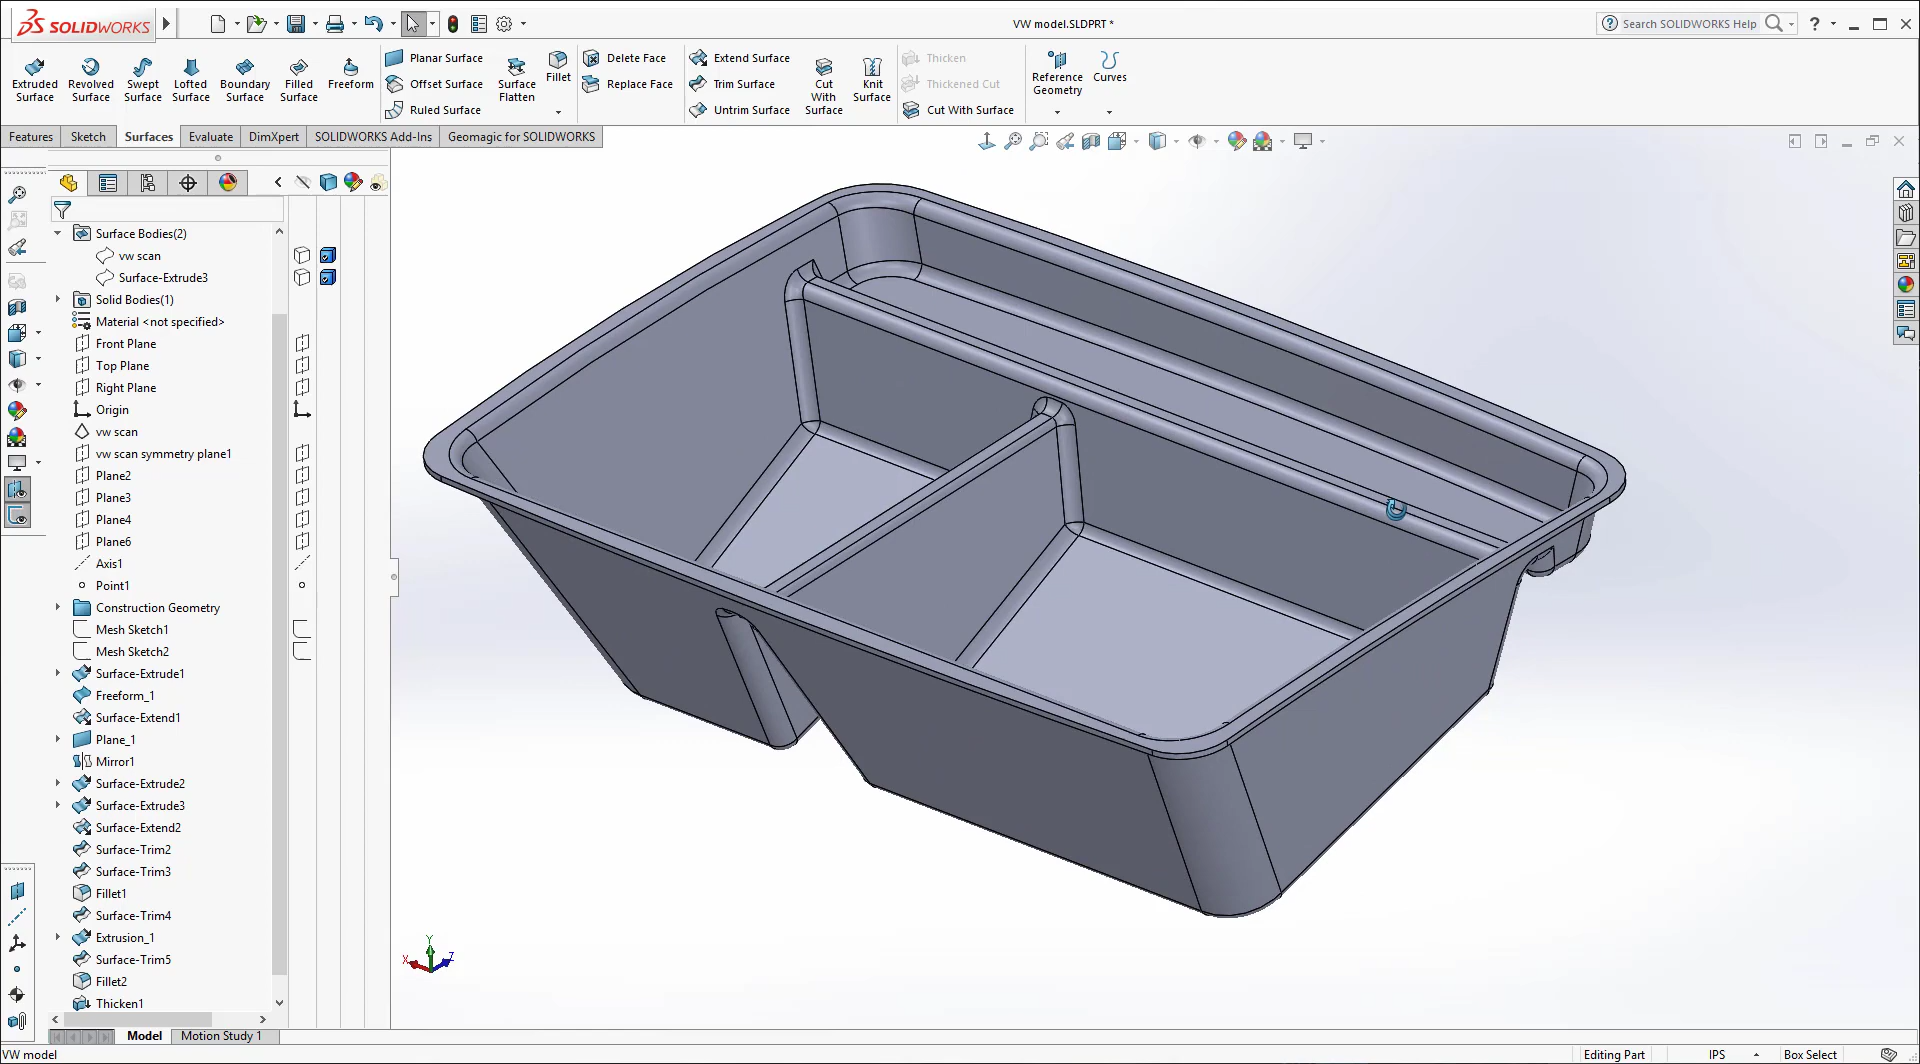 SOLIDWORKS
VW model.SLDPRT *
Search SOLIDWORKS Help
?
Extruded Surface
Revolved Surface
Swept Surface
Lofted Surface
Boundary Surface
Filled Surface
Freeform
Planar Surface
Offset Surface
Ruled Surface
Surface Flatten
Fillet
Delete Face
Replace Face
Extend Surface
Trim Surface
Untrim Surface
Cut With Surface
Knit Surface
Thicken
Thickened Cut
Cut With Surface
Reference Geometry
Curves
Features
Sketch
Surfaces
Evaluate
DimXpert
SOLIDWORKS Add-Ins
Geomagic for SOLIDWORKS
Surface Bodies(2)
vw scan
Surface-Extrude3
Solid Bodies(1)
Material <not specified>
Front Plane
Top Plane
Right Plane
Origin
vw scan
vw scan symmetry plane1
Plane2
Plane3
Plane4
Plane6
Axis1
Point1
Construction Geometry
Mesh Sketch1
Mesh Sketch2
Surface-Extrude1
Freeform_1
Surface-Extend1
Plane_1
Mirror1
Surface-Extrude2
Surface-Extrude3
Surface-Extend2
Surface-Trim2
Surface-Trim3
Fillet1
Surface-Trim4
Extrusion_1
Surface-Trim5
Fillet2
Thicken1
Y
X
Z
Model
Motion Study 1
VW model
Editing Part
IPS
Box Select